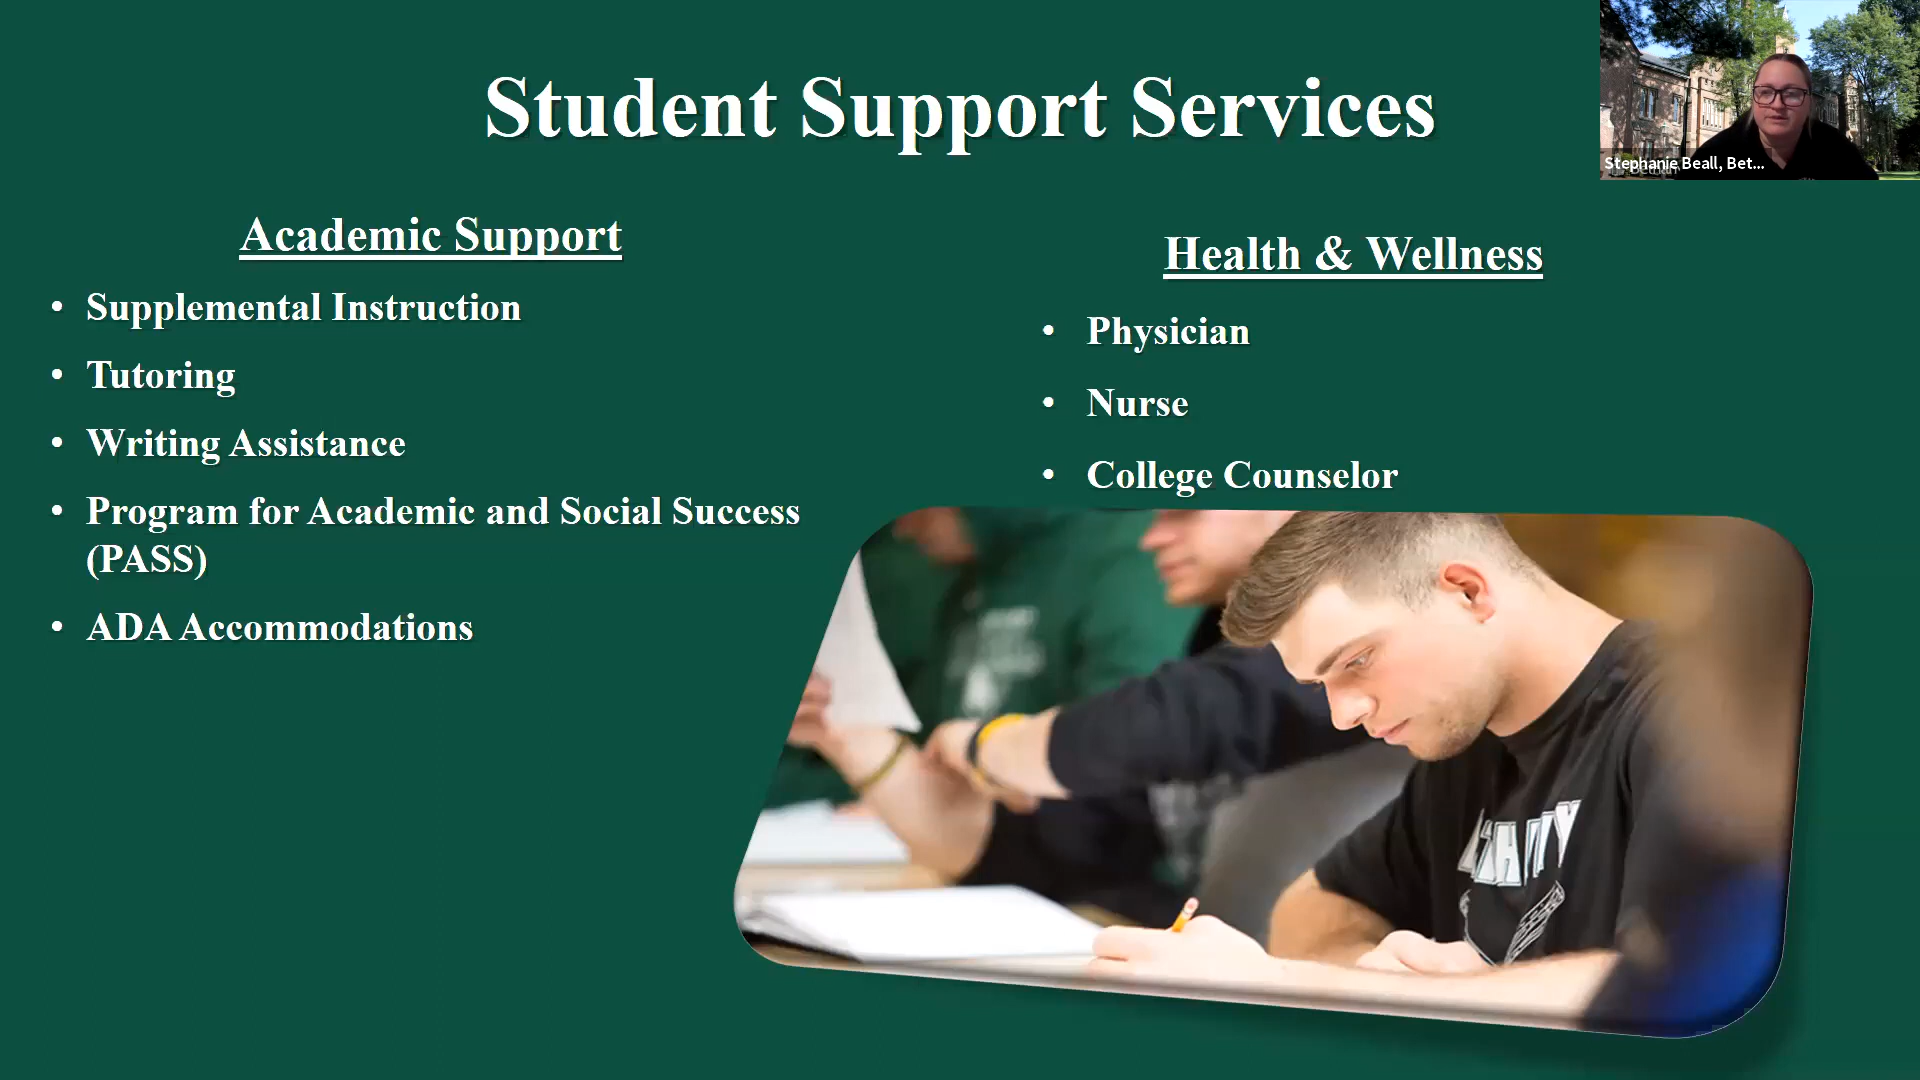 Student Support Services
Stephanie Beall, Bet...
Academic Support
• Supplemental Instruction
• Tutoring
• Writing Assistance
• Program for Academic and Social Success
(PASS)
• ADA Accommodations
Health & Wellness
• Physician
• Nurse
• College Counselor